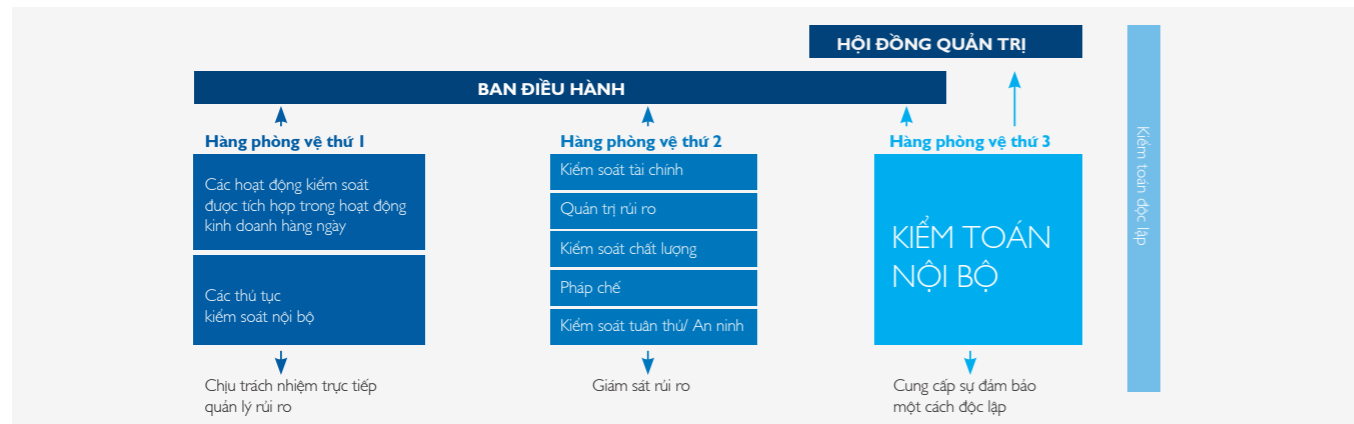 HỘI ĐỒNG QUẢN TRỊ
BAN ĐIỀU HÀNH
Hàng phòng vệ thứ 1
Các hoạt động kiểm soát
được tích hợp trong hoạt động
kinh doanh hàng ngày
Các thủ tục
kiểm soát nội bộ
Chịu trách nhiệm trực tiếp
quản lý rủi ro
Hàng phòng vệ thứ 2
Kiểm soát tài chính
Quản trị rủi ro
Kiểm soát chất lượng
Pháp chế
Kiểm soát tuân thủ/ An ninh
Giám sát rủi ro
Hàng phòng vệ thứ 3
KIỂM TOÁN
NỘI BỘ
Cung cấp sự đảm bảo
một cách độc lập
Kiểm toán độc lập